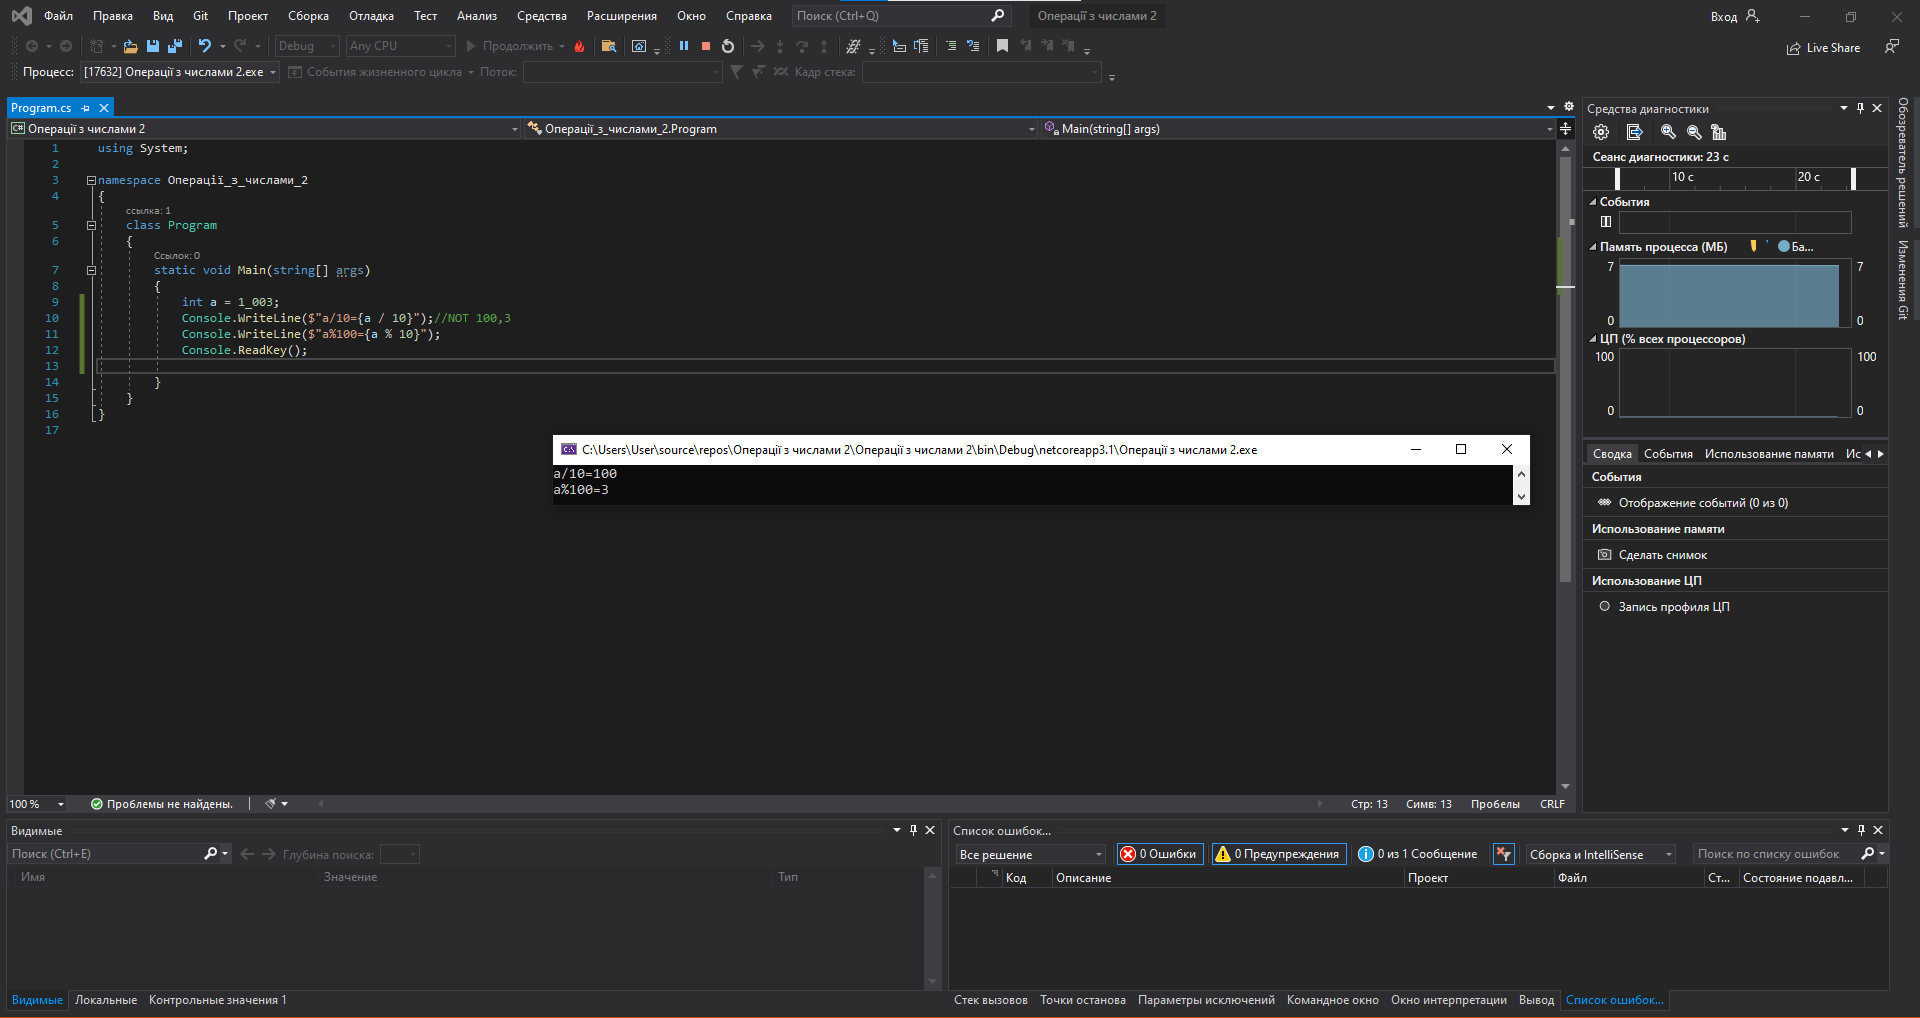 Файл Правка Вид Git Проект Сборка Отладка Тест Анализ Средства Расширения Окно Справка Поиск (Ctrl+Q) Операції з числами 2 Вход
Debug Any CPU Продолжить Live Share
Процесс: [17632] Операції з числами 2.exe События жизненного цикла Поток: Кадр стека:
Program.cs
C# Операції з числами 2 Операції_з_числами_2.Program Main(string[] args)
1 using System;
2
3 namespace Операції_з_числами_2
4 {
ссылка: 1
5 class Program
6 {
Ссылок: 0
7 static void Main(string[] args)
8 {
9 int a = 1_003;
10 Console.WriteLine($"a/10={a / 10}");//NOT 100,3
11 Console.WriteLine($"a%100={a % 10}");
12 Console.ReadKey();
13
14 }
15 }
16 }
17
C:\Users\User\source\repos\Операції з числами 2\Операції з числами 2\bin\Debug\netcoreapp3.1\Операції з числами 2.exe
a/10=100
a%100=3
100 % Проблемы не найдены. Стр: 13 Симв: 13 Пробелы CRLF
Средства диагностики
Сеанс диагностики: 23 с
10 с 20 с
События
Память процесса (МБ) Ба...
7 7
0 0
ЦП (% всех процессоров)
100 100
0 0
Сводка События Использование памяти Ис
События
Отображение событий (0 из 0)
Использование памяти
Сделать снимок
Использование ЦП
Запись профиля ЦП
Обозреватель решений
Изменения Git
Видимые
Поиск (Ctrl+E) Глубина поиска:
Имя Значение Тип
Видимые Локальные Контрольные значения 1
Список ошибок...
Все решение 0 Ошибки 0 Предупреждения 0 из 1 Сообщение Сборка и IntelliSense Поиск по списку ошибок
Код Описание Проект Файл Ст... Состояние подавл...
Стек вызовов Точки останова Параметры исключений Командное окно Окно интерпретации Вывод Список ошибок...